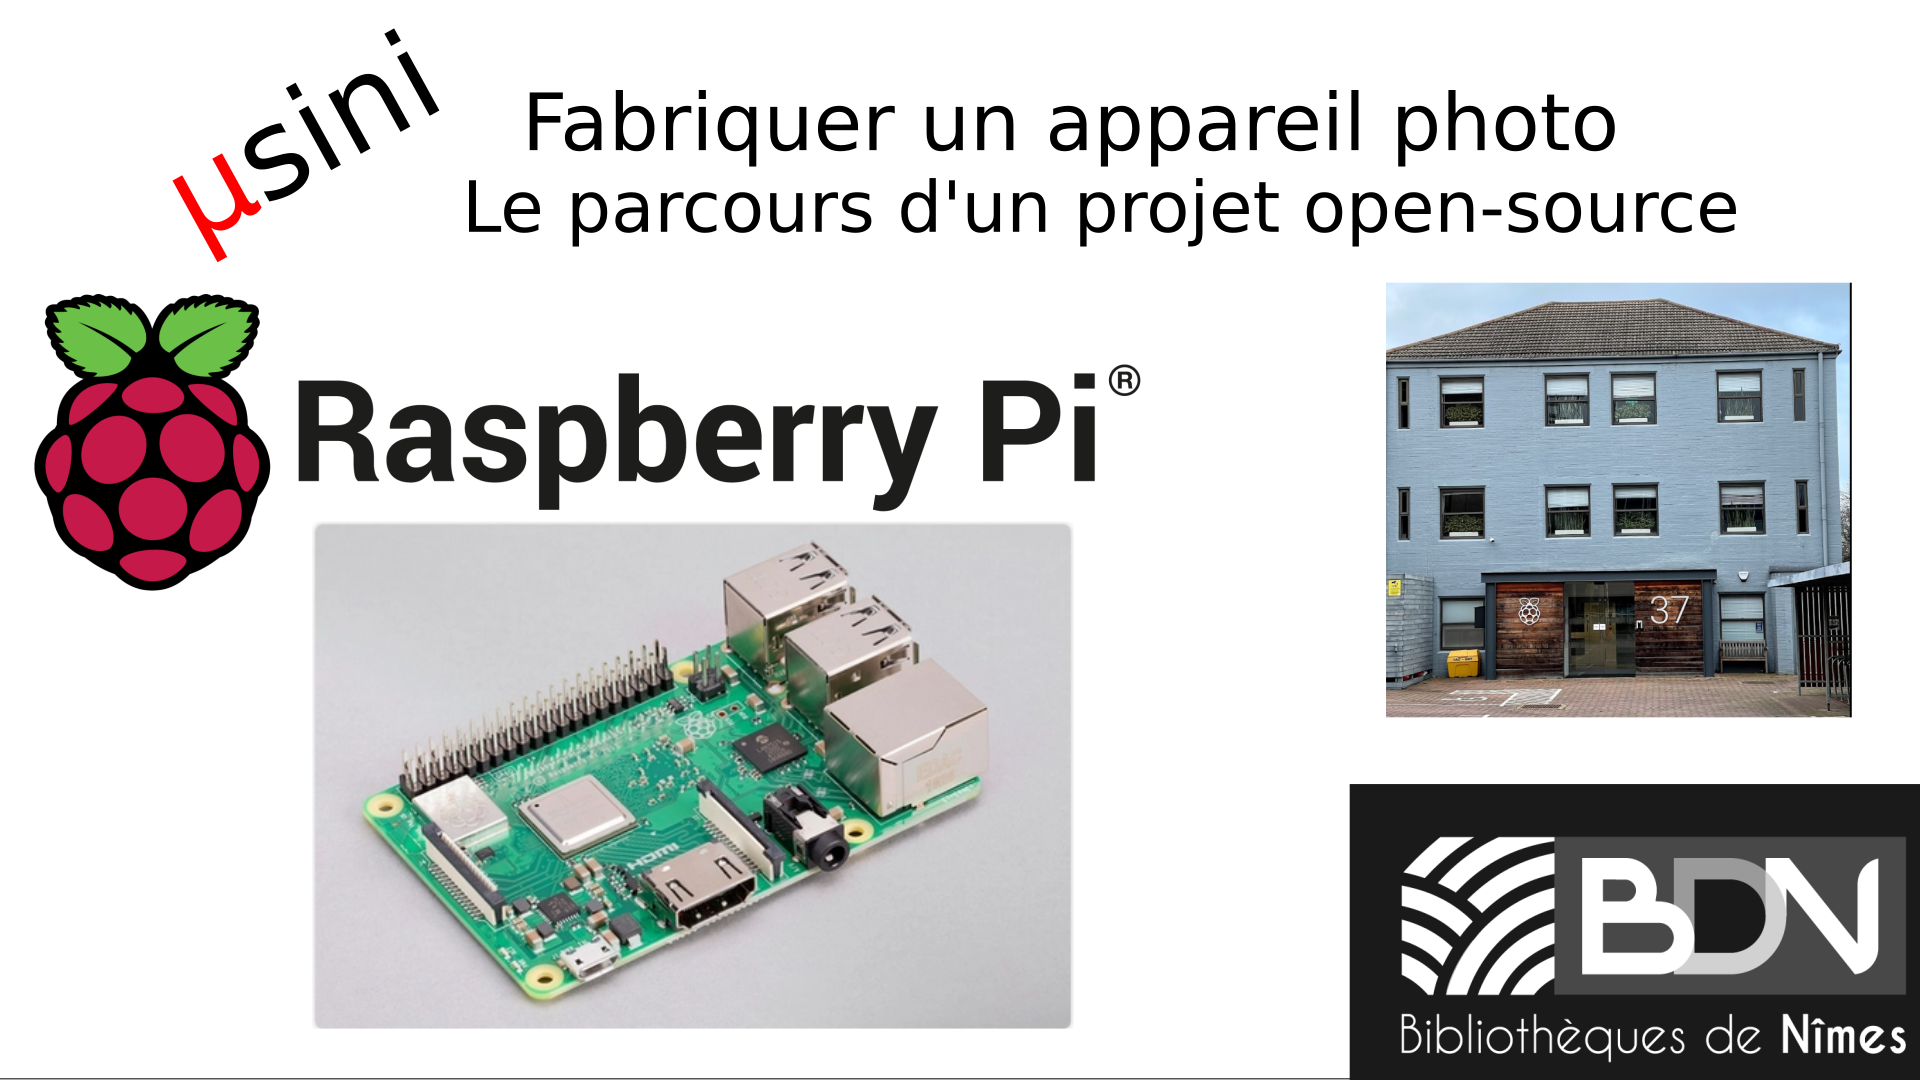 µsini
Fabriquer un appareil photo
Le parcours d'un projet open-source
Raspberry Pi®
37
HDMI
BDN
Bibliothèques de Nîmes